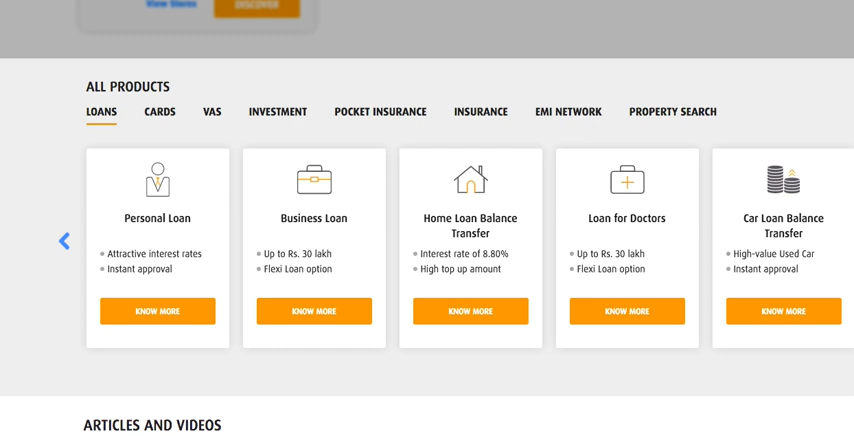 View Stores
DISCOVER
ALL PRODUCTS
LOANS CARDS VAS INVESTMENT POCKET INSURANCE INSURANCE EMI NETWORK PROPERTY SEARCH
Personal Loan
Attractive interest rates
Instant approval
KNOW MORE
Business Loan
Up to Rs. 30 lakh
Flexi Loan option
KNOW MORE
Home Loan Balance
Transfer
Interest rate of 8.80%
High top up amount
KNOW MORE
Loan for Doctors
Up to Rs. 30 lakh
Flexi Loan option
KNOW MORE
Car Loan Balance
Transfer
High-value Used Car
Instant approval
KNOW MORE
ARTICLES AND VIDEOS